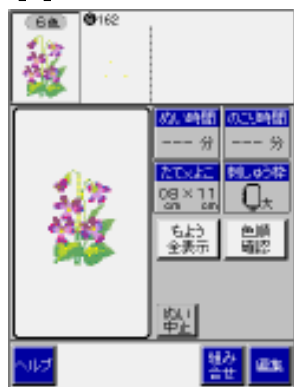 6色 162
ぬい時間 のこり時間
--- 分 --- 分
たて×よこ 刺しゅう枠
08×11 大
cm cm
ちよう 色順
全表示 確認
ぬい
中止
ヘルプ 組み 編集
合せ